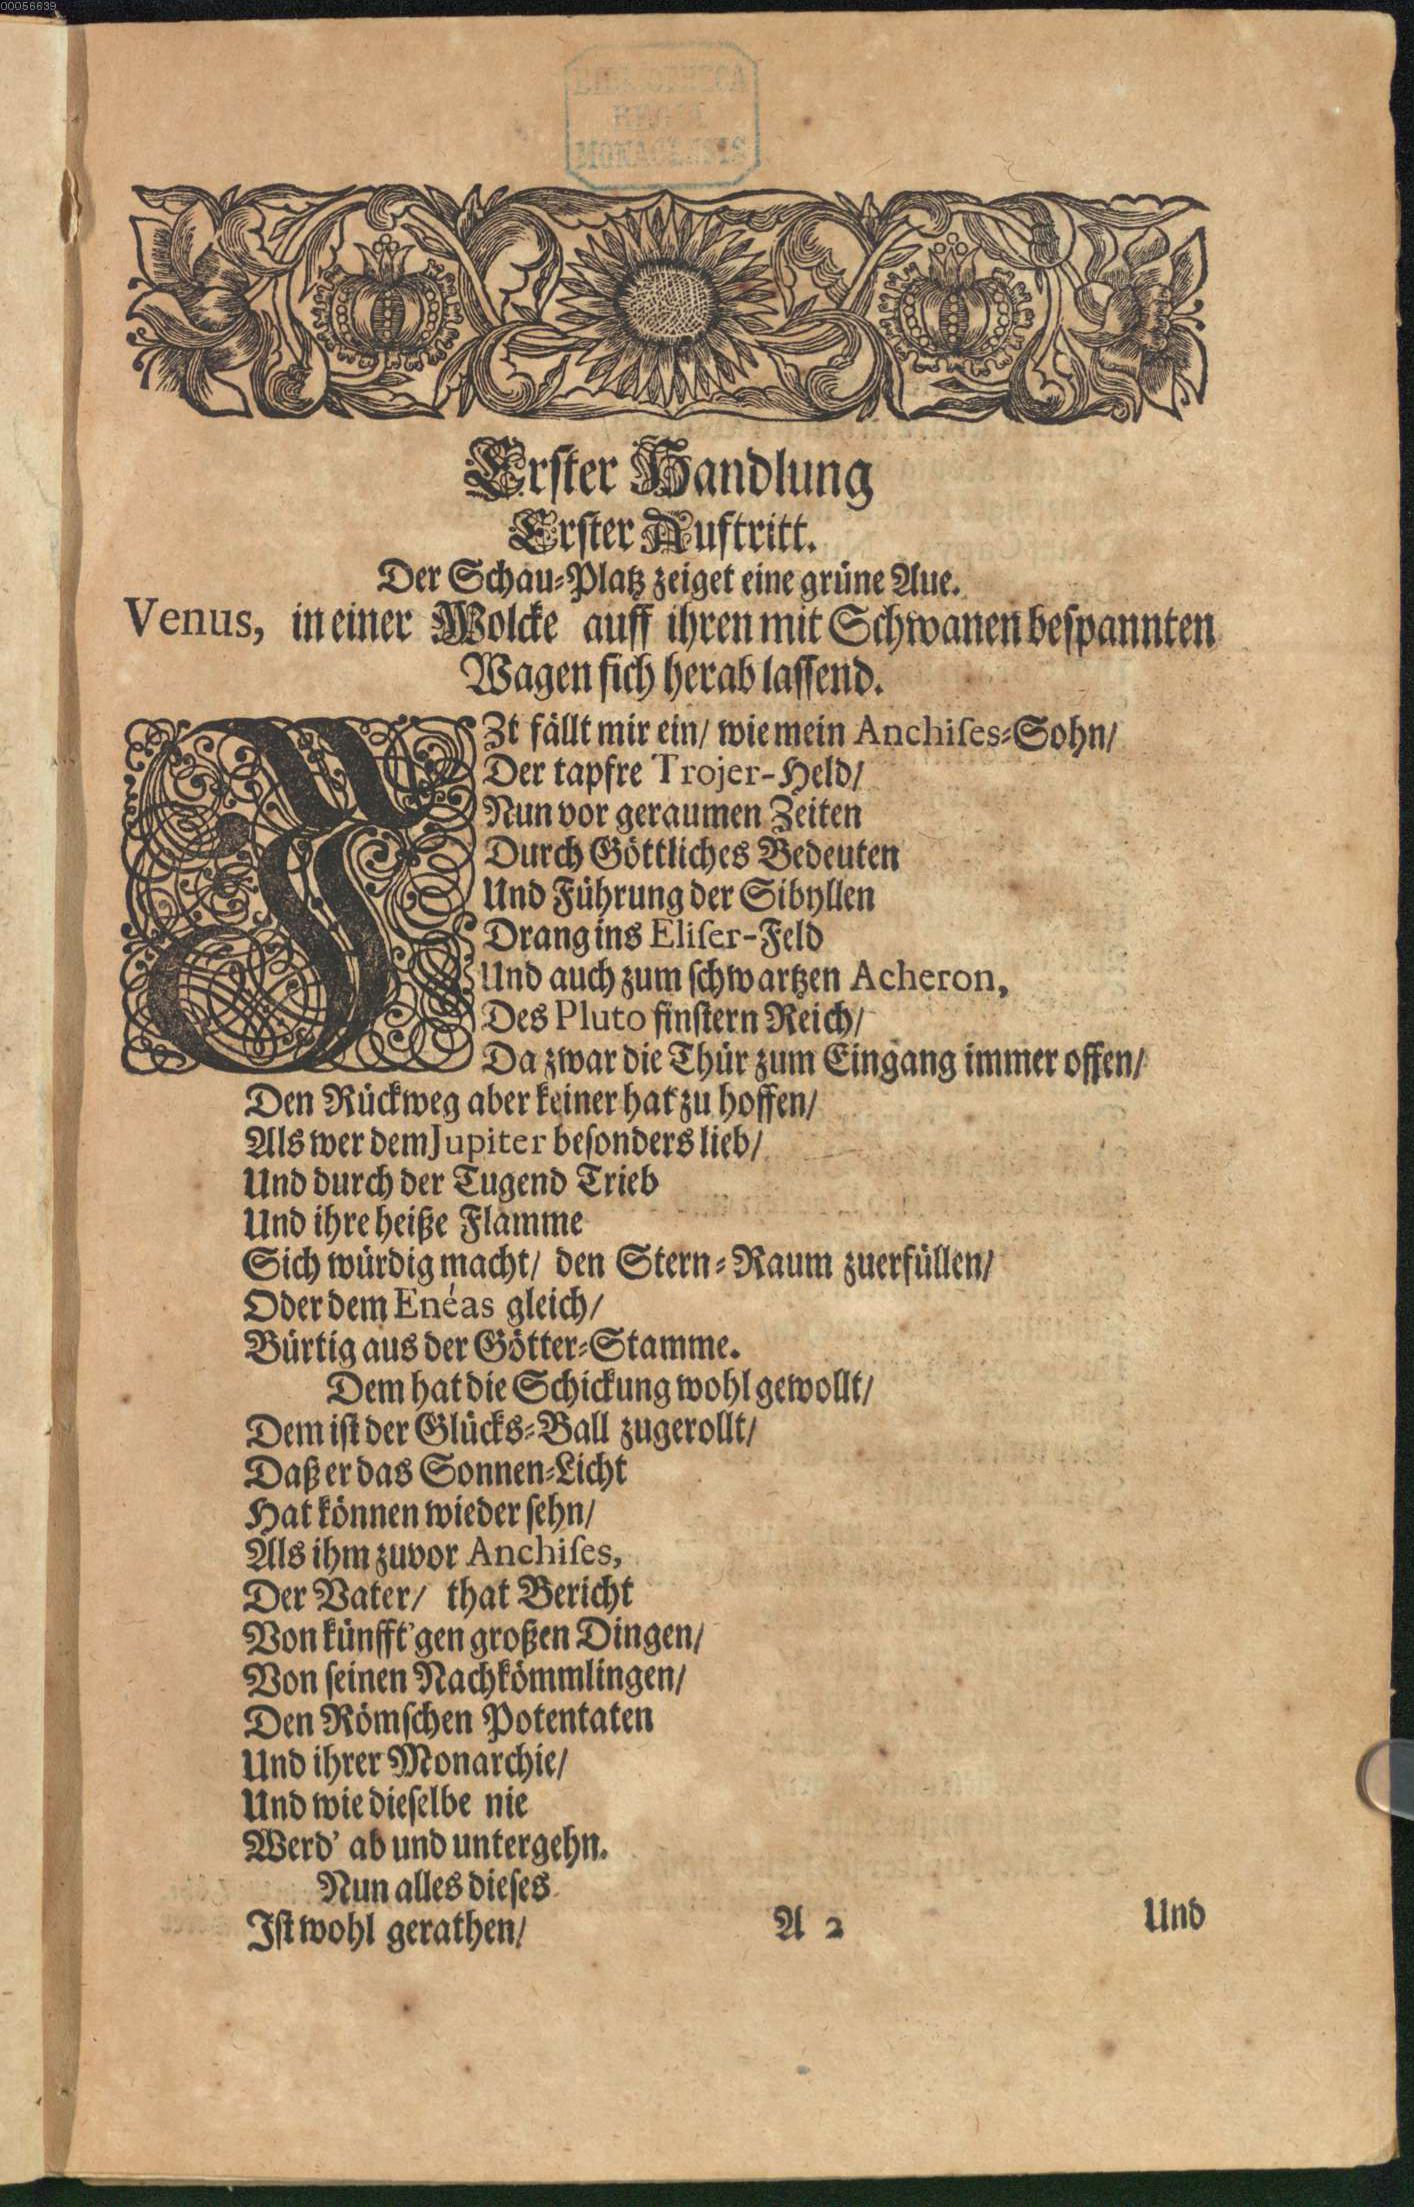 00056639
BIBLIOTHECA
REGIA
MONACENSIS
Erster Handlung
Erster Auftritt.
Der Schau-Platz zeiget eine grüne Aue.
Venus, in einer Wolcke auff ihren mit Schwanen bespannten
Wagen sich herab lassend.
JZt fällt mir ein/ wie mein Anchiſes-Sohn/
Der tapfre Trojer-Held/
Nun vor geraumen Zeiten
Durch Göttliches Bedeuten
Und Führung der Sibyllen
Drang ins Eliſer-Feld
Und auch zum ſchwartzen Acheron,
Des Pluto finſtern Reich/
Da zwar die Thür zum Eingang immer offen/
Den Rückweg aber keiner hat zu hoffen/
Als wer dem Jupiter beſonders lieb/
Und durch der Tugend Trieb
Und ihre heiße Flamme
Sich würdig macht/ den Stern-Raum zuerfüllen/
Oder dem Enéas gleich/
Bürtig aus der Götter-Stamme.
Dem hat die Schickung wohl gewollt/
Dem iſt der Glücks-Ball zugerollt/
Daß er das Sonnen-Licht
Hat können wieder ſehn/
Als ihm zuvor Anchiſes,
Der Vater/ that Bericht
Von künfft'gen großen Dingen/
Von ſeinen Nachkömmlingen/
Den Römſchen Potentaten
Und ihrer Monarchie/
Und wie dieſelbe nie
Werd' ab und untergehn.
Nun alles dieſes
Iſt wohl gerathen/
A 2
Und